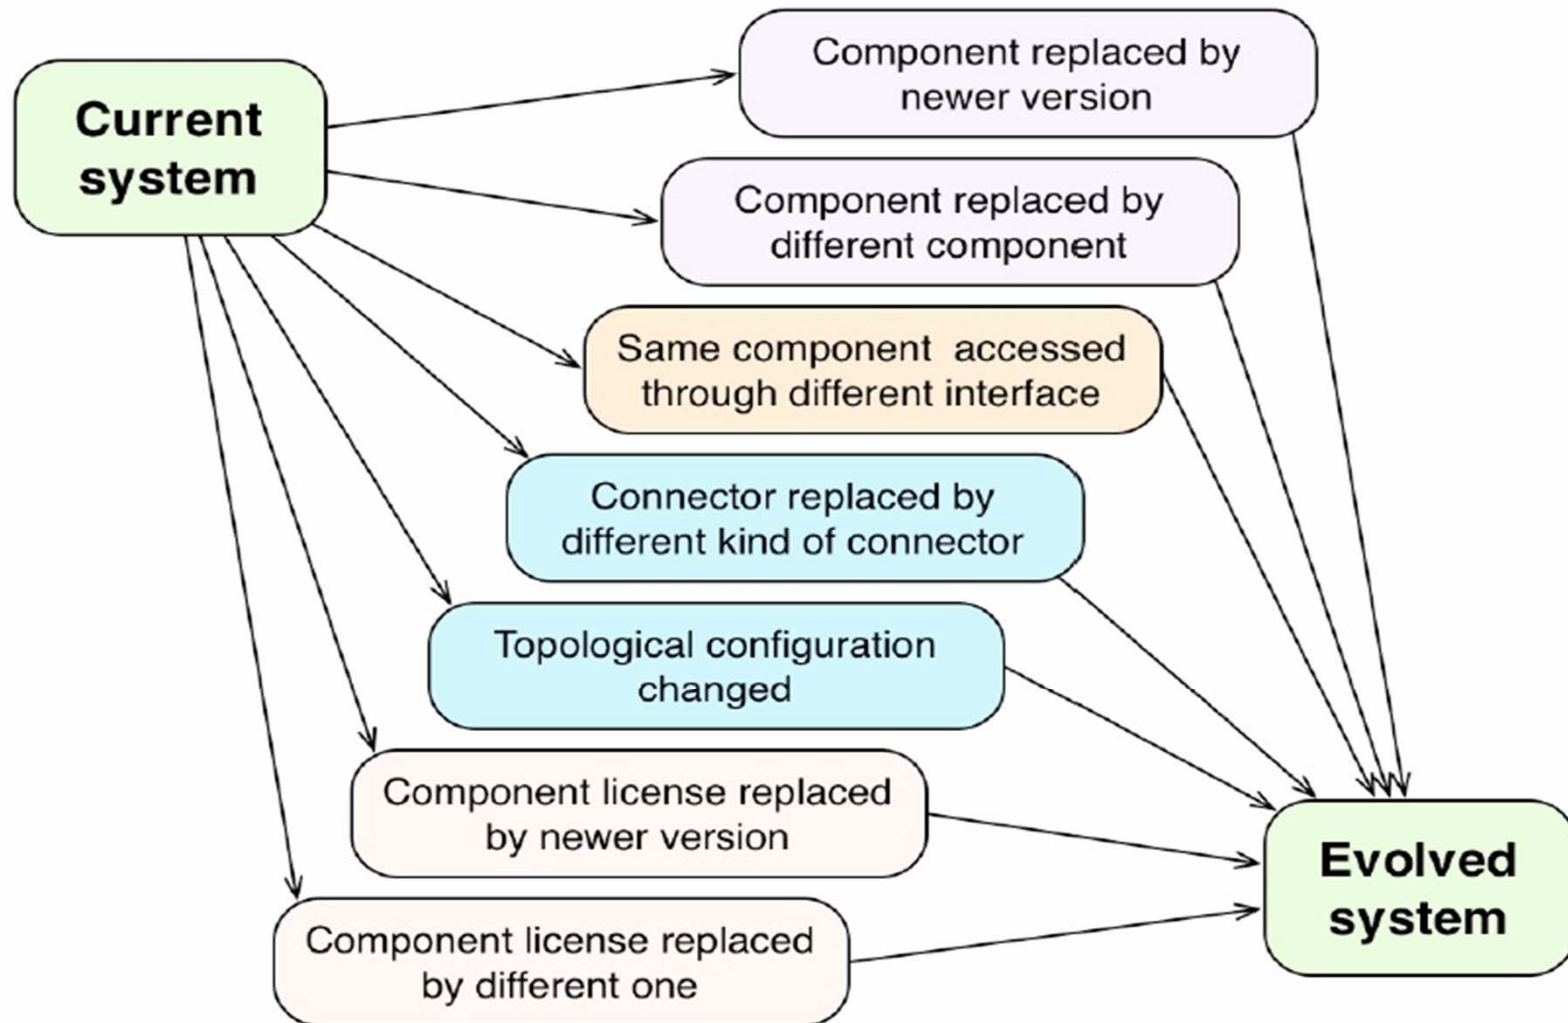 Current
system
Component replaced by
newer version
Component replaced by
different component
Same component accessed
through different interface
Connector replaced by
different kind of connector
Topological configuration
changed
Component license replaced
by newer version
Component license replaced
by different one
Evolved
system